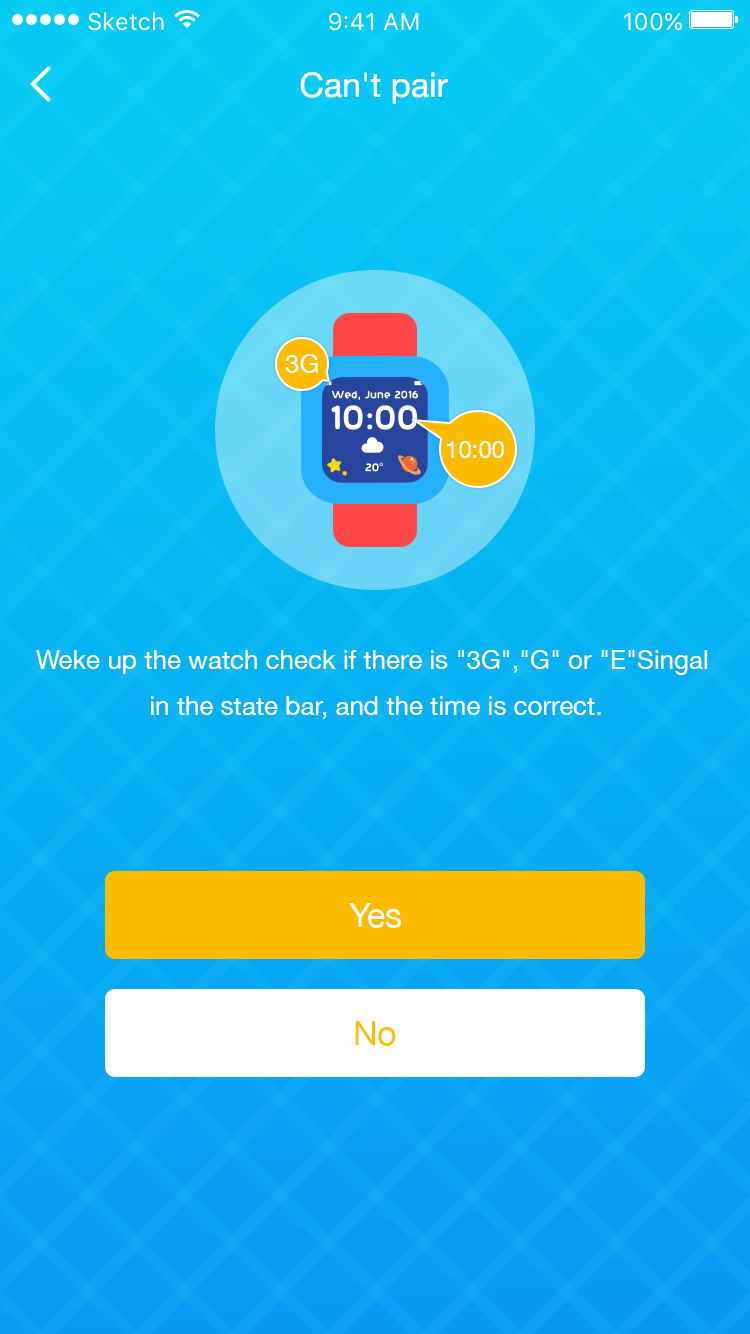 Sketch 9:41 AM 100%
Can't pair
3G
Wed, June 2016
10:00
10:00
20°
Weke up the watch check if there is "3G","G" or "E"Singal
in the state bar, and the time is correct.
Yes
No